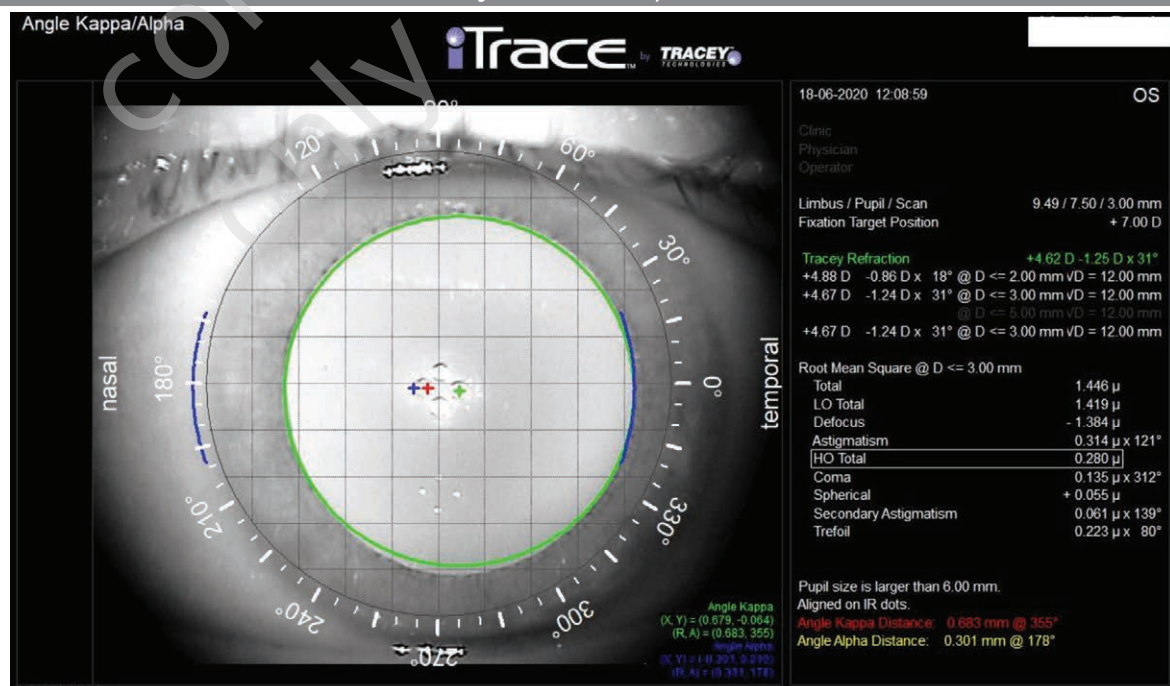 Angle Kappa/Alpha
iTrace™ by TRACEY™
TECHNOLOGIES
18-06-2020 12:08:59 OS
Clinic
Physician
Operator
Limbus / Pupil / Scan 9.49 / 7.50 / 3.00 mm
Fixation Target Position + 7.00 D
Tracey Refraction +4.62 D -1.25 D x 31°
+4.88 D -0.86 D x 18° @ D <= 2.00 mm VD = 12.00 mm
+4.67 D -1.24 D x 31° @ D <= 3.00 mm VD = 12.00 mm
@ D <= 5.00 mm VD = 12.00 mm
+4.67 D -1.24 D x 31° @ D <= 3.00 mm VD = 12.00 mm
Root Mean Square @ D <= 3.00 mm
Total 1.446 µ
LO Total 1.419 µ
Defocus - 1.384 µ
Astigmatism 0.314 µ x 121°
HO Total 0.280 µ
Coma 0.135 µ x 312°
Spherical + 0.055 µ
Secondary Astigmatism 0.061 µ x 139°
Trefoil 0.223 µ x 80°
Pupil size is larger than 6.00 mm.
Aligned on IR dots.
Angle Kappa Distance: 0.683 mm @ 355°
Angle Alpha Distance: 0.301 mm @ 178°
90°
120
60°
30°
nasal
180°
0°
temporal
210°
330°
240°
300°
270°
Angle Kappa
(X, Y) = (0.679, -0.064)
(R, A) = (0.683, 355)
Angle Alpha
(R, A) = (0.301, 178)
only